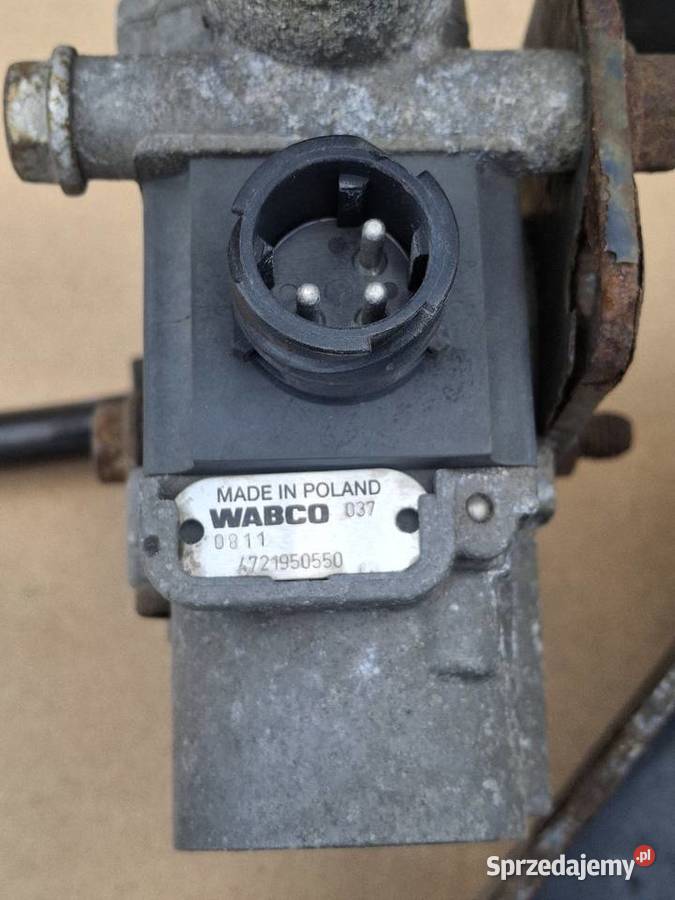 MADE IN POLAND
WABCO 037
0811
4721950550
Sprzedajemy.pl